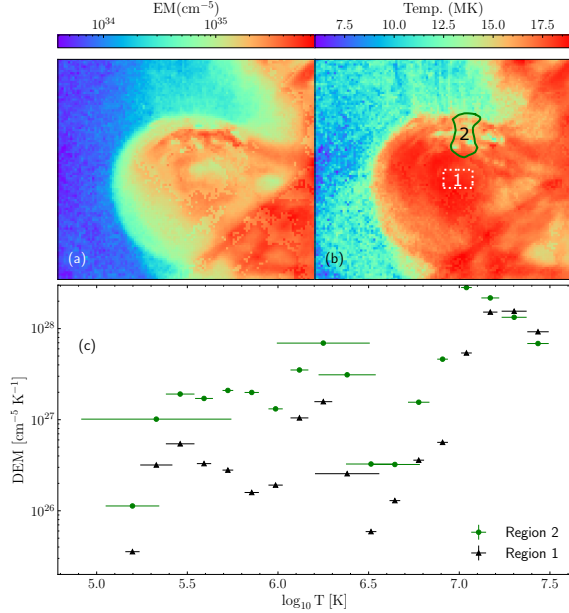 EM(cm⁻⁵) Temp. (MK)
10³⁴ 10³⁵ 7.5 10.0 12.5 15.0 17.5
2
1
(a) (b)
(c)
10²⁸
10²⁷
10²⁶
DEM [cm⁻⁵ K⁻¹]
Region 2
Region 1
5.0 5.5 6.0 6.5 7.0 7.5
log₁₀ T [K]